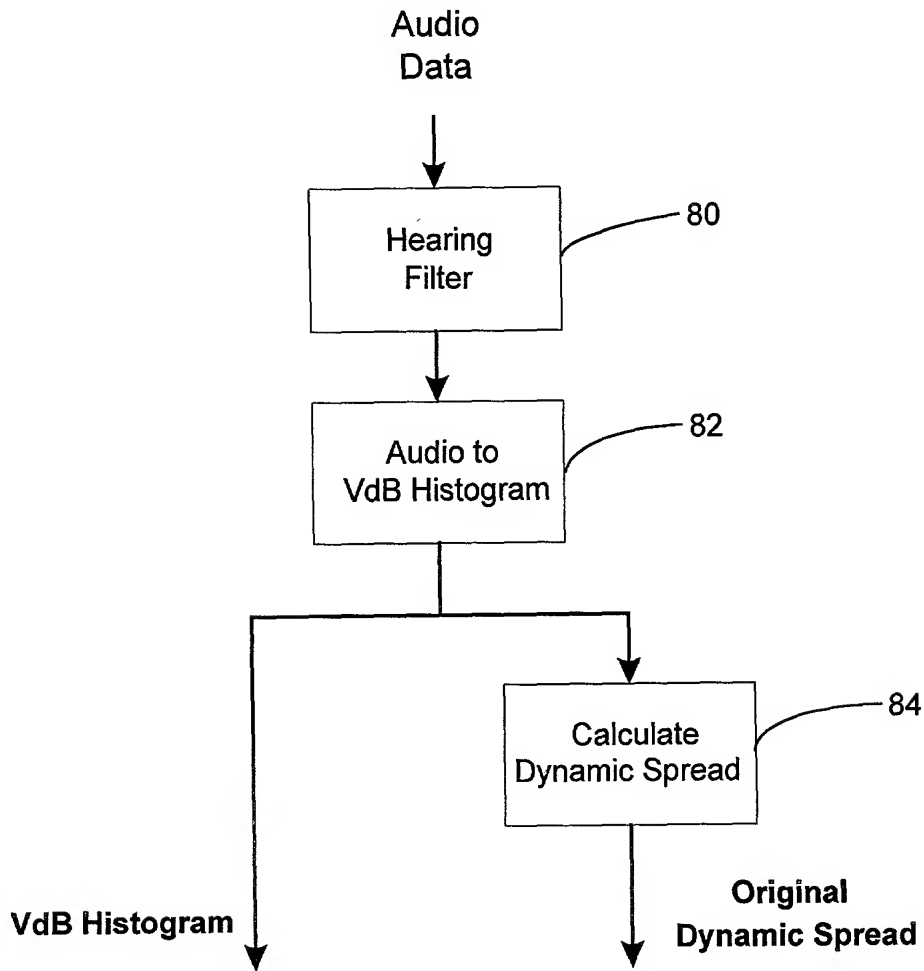 Audio
Data
80
Hearing
Filter
82
Audio to
VdB Histogram
84
Calculate
Dynamic Spread
VdB Histogram
Original
Dynamic Spread